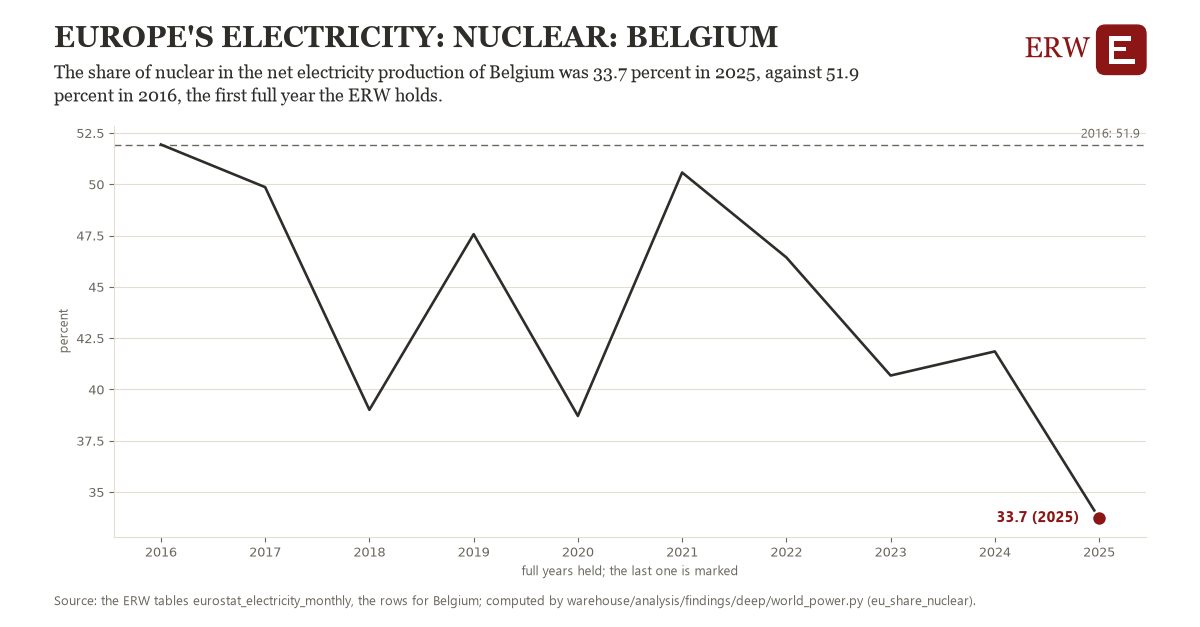 EUROPE'S ELECTRICITY: NUCLEAR: BELGIUM
ERW E
The share of nuclear in the net electricity production of Belgium was 33.7 percent in 2025, against 51.9
percent in 2016, the first full year the ERW holds.
52.5
2016: 51.9
50
47.5
45
42.5
40
37.5
35
percent
33.7 (2025)
2016 2017 2018 2019 2020 2021 2022 2023 2024 2025
full years held; the last one is marked
Source: the ERW tables eurostat_electricity_monthly, the rows for Belgium; computed by warehouse/analysis/findings/deep/world_power.py (eu_share_nuclear).